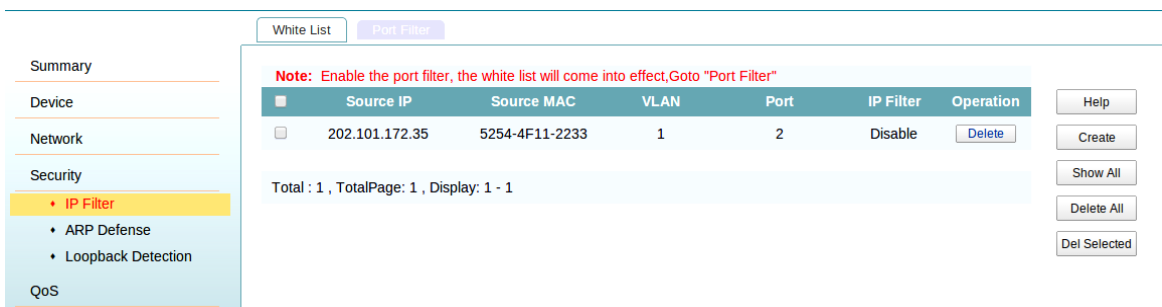 White List
Port Filter
Summary
Device
Network
Security
IP Filter
ARP Defense
Loopback Detection
QoS
Note: Enable the port filter, the white list will come into effect,Goto "Port Filter"
Source IP Source MAC VLAN Port IP Filter Operation
202.101.172.35 5254-4F11-2233 1 2 Disable Delete
Total : 1 , TotalPage: 1 , Display: 1 - 1
Help
Create
Show All
Delete All
Del Selected